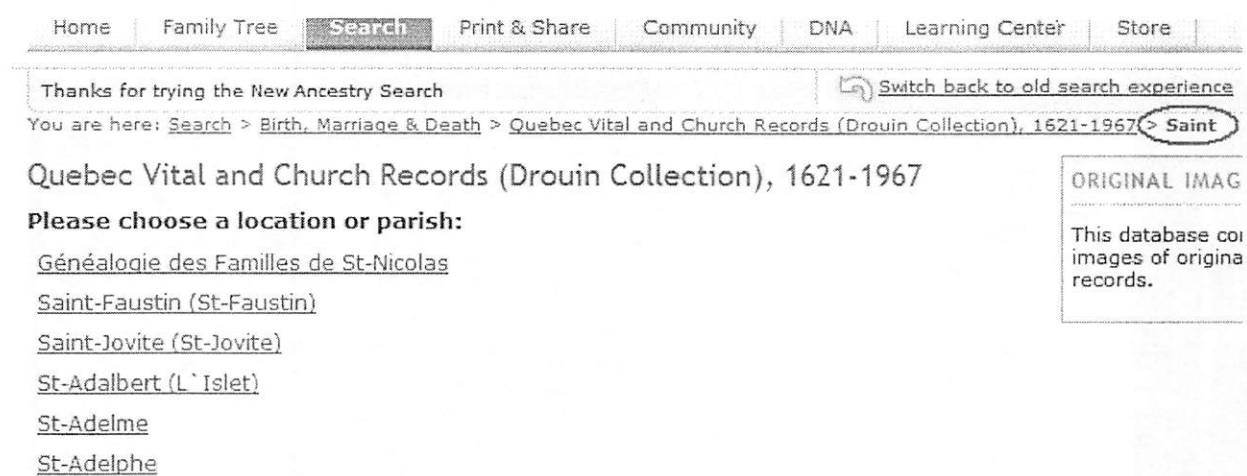 Home Family Tree Search Print & Share Community DNA Learning Center Store
Thanks for trying the New Ancestry Search
Switch back to old search experience
You are here: Search > Birth, Marriage & Death > Quebec Vital and Church Records (Drouin Collection), 1621-1967 > Saint
Quebec Vital and Church Records (Drouin Collection), 1621-1967
Please choose a location or parish:
Généalogie des Familles de St-Nicolas
Saint-Faustin (St-Faustin)
Saint-Jovite (St-Jovite)
St-Adalbert (L`Islet)
St-Adelme
St-Adelphe
ORIGINAL IMAG
This database
images of origina
records.